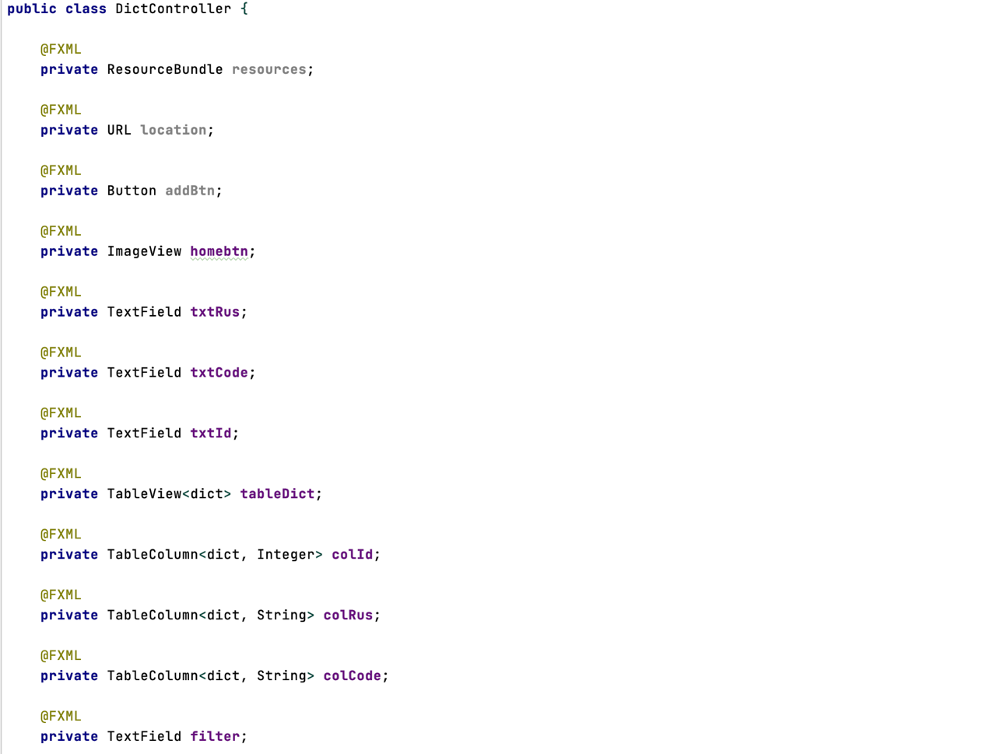 public class DictController {
@FXML
private ResourceBundle resources;
@FXML
private URL location;
@FXML
private Button addBtn;
@FXML
private ImageView homebtn;
@FXML
private TextField txtRus;
@FXML
private TextField txtCode;
@FXML
private TextField txtId;
@FXML
private TableView<dict> tableDict;
@FXML
private TableColumn<dict, Integer> colId;
@FXML
private TableColumn<dict, String> colRus;
@FXML
private TableColumn<dict, String> colCode;
@FXML
private TextField filter;